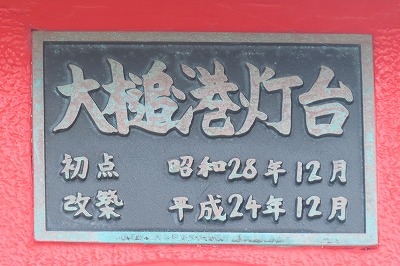 大槌港灯台
初点 昭和28年12月
改築 平成24年12月